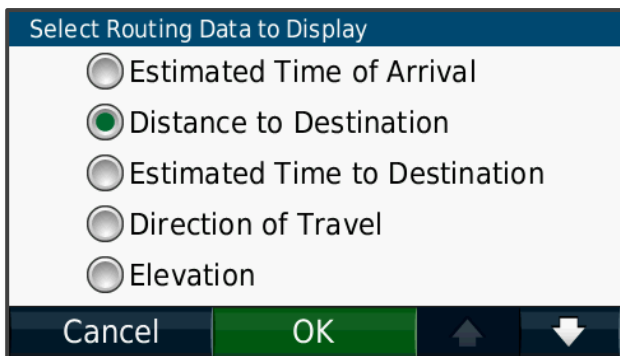 Select Routing Data to Display
Estimated Time of Arrival
Distance to Destination
Estimated Time to Destination
Direction of Travel
Elevation
Cancel OK